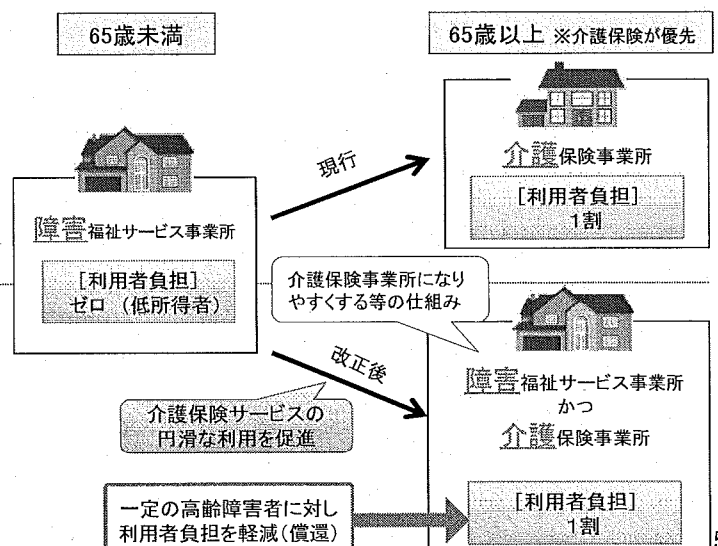 65歳未満
65歳以上 ※介護保険が優先
介護保険事業所
[利用者負担]
1割
現行
障害福祉サービス事業所
[利用者負担]
ゼロ (低所得者)
介護保険事業所になり
やすくする等の仕組み
改正後
介護保険サービスの
円滑な利用を促進
障害福祉サービス事業所
かつ
介護保険事業所
一定の高齢障害者に対し
利用者負担を軽減(償還)
[利用者負担]
1割